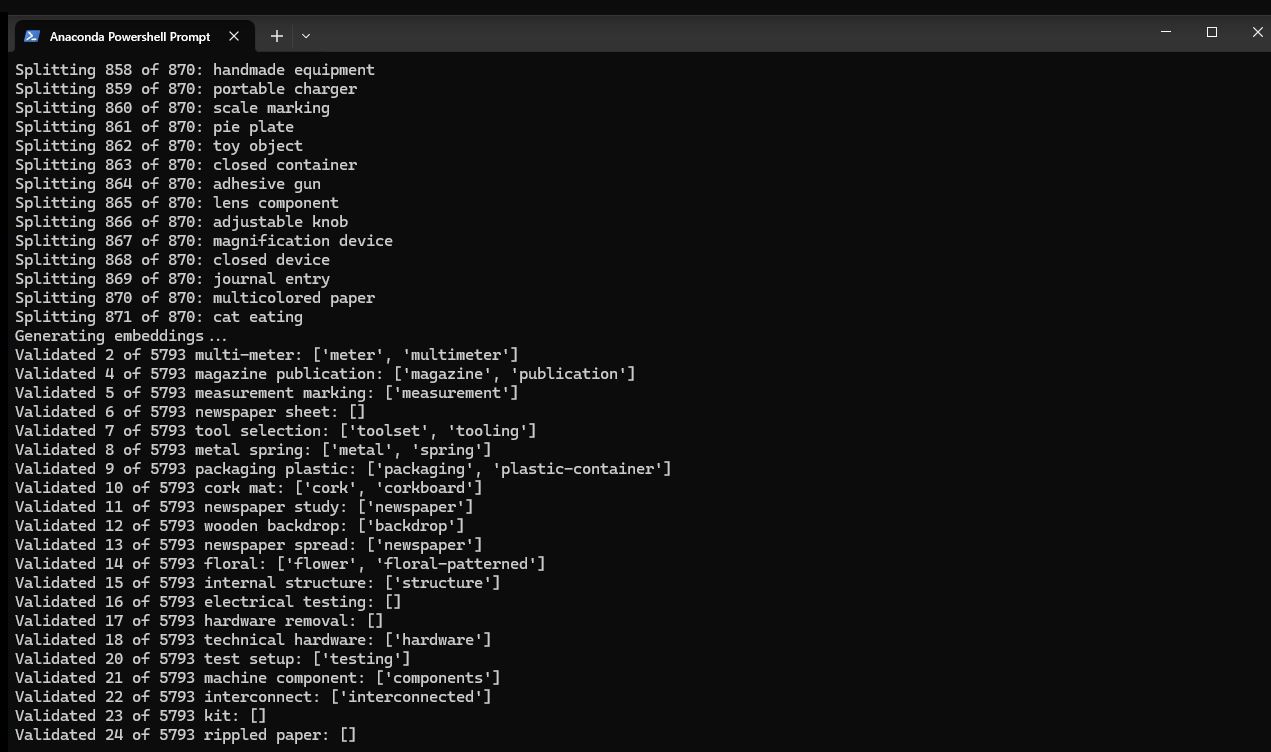 Anaconda Powershell Prompt
Splitting 858 of 870: handmade equipment
Splitting 859 of 870: portable charger
Splitting 860 of 870: scale marking
Splitting 861 of 870: pie plate
Splitting 862 of 870: toy object
Splitting 863 of 870: closed container
Splitting 864 of 870: adhesive gun
Splitting 865 of 870: lens component
Splitting 866 of 870: adjustable knob
Splitting 867 of 870: magnification device
Splitting 868 of 870: closed device
Splitting 869 of 870: journal entry
Splitting 870 of 870: multicolored paper
Splitting 871 of 870: cat eating
Generating embeddings...
Validated 2 of 5793 multi-meter: ['meter', 'multimeter']
Validated 4 of 5793 magazine publication: ['magazine', 'publication']
Validated 5 of 5793 measurement marking: ['measurement']
Validated 6 of 5793 newspaper sheet: []
Validated 7 of 5793 tool selection: ['toolset', 'tooling']
Validated 8 of 5793 metal spring: ['metal', 'spring']
Validated 9 of 5793 packaging plastic: ['packaging', 'plastic-container']
Validated 10 of 5793 cork mat: ['cork', 'corkboard']
Validated 11 of 5793 newspaper study: ['newspaper']
Validated 12 of 5793 wooden backdrop: ['backdrop']
Validated 13 of 5793 newspaper spread: ['newspaper']
Validated 14 of 5793 floral: ['flower', 'floral-patterned']
Validated 15 of 5793 internal structure: ['structure']
Validated 16 of 5793 electrical testing: []
Validated 17 of 5793 hardware removal: []
Validated 18 of 5793 technical hardware: ['hardware']
Validated 20 of 5793 test setup: ['testing']
Validated 21 of 5793 machine component: ['components']
Validated 22 of 5793 interconnect: ['interconnected']
Validated 23 of 5793 kit: []
Validated 24 of 5793 rippled paper: []